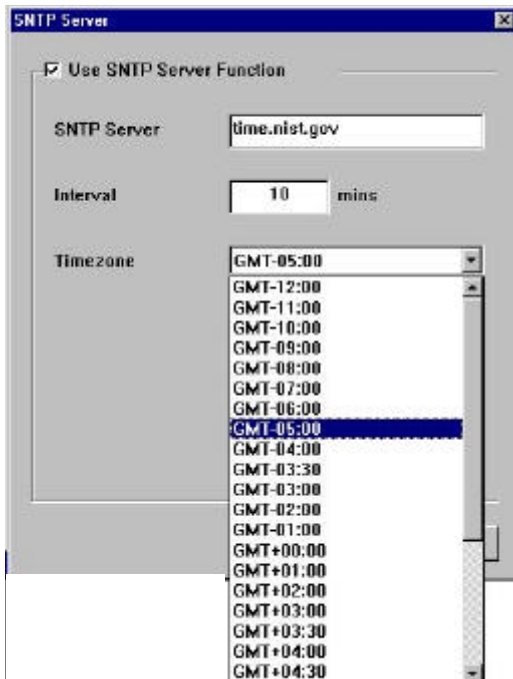 SNTP Server
Use SNTP Server Function
SNTP Server time.nist.gov
Interval 10 mins
Timezone GMT-05:00
GMT-12:00
GMT-11:00
GMT-10:00
GMT-09:00
GMT-08:00
GMT-07:00
GMT-06:00
GMT-05:00
GMT-04:00
GMT-03:30
GMT-03:00
GMT-02:00
GMT-01:00
GMT+00:00
GMT+01:00
GMT+02:00
GMT+03:00
GMT+03:30
GMT+04:00
GMT+04:30